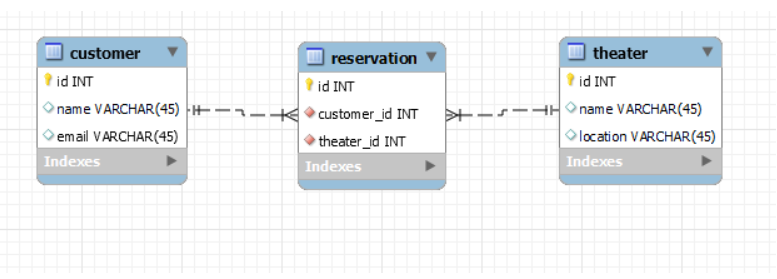 customer
id INT
name VARCHAR(45)
email VARCHAR(45)
Indexes
reservation
id INT
customer_id INT
theater_id INT
Indexes
theater
id INT
name VARCHAR(45)
location VARCHAR(45)
Indexes